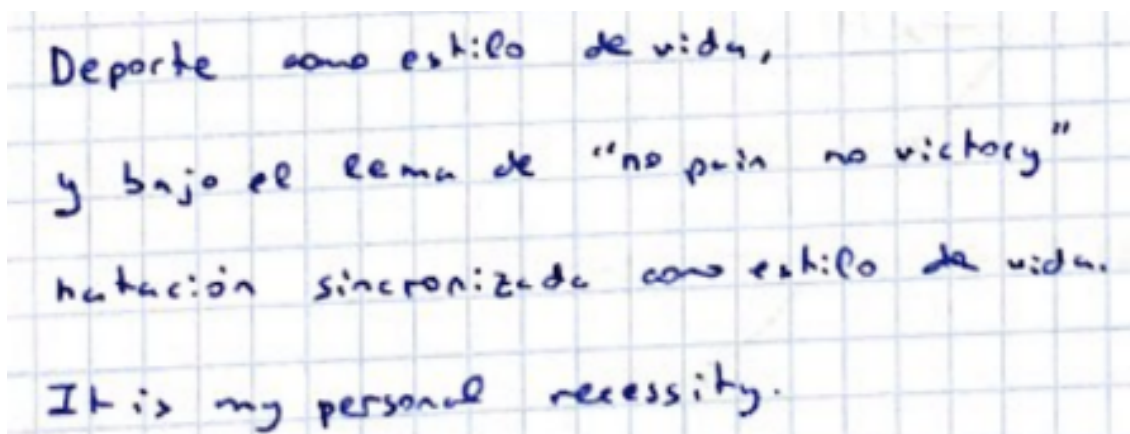 Deporte como estilo de vida,
y bajo el lema de "no pain no victory"
natación sincronizada como estilo de vida.
It is my personal necessity.